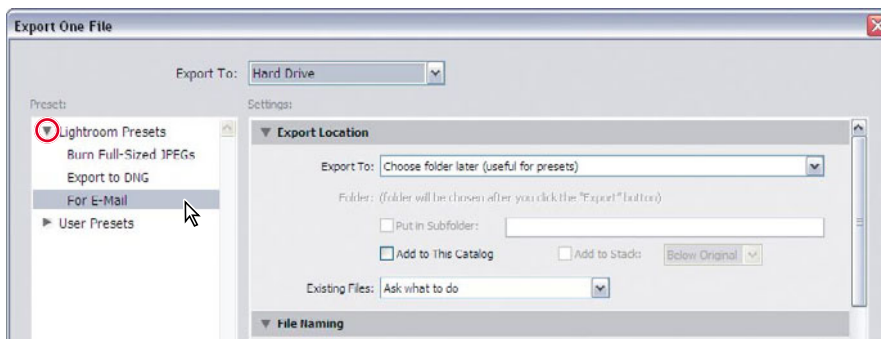 Export One File
Export To: Hard Drive
Preset:
Lightroom Presets
Burn Full-Sized JPEGs
Export to DNG
For E-Mail
User Presets
Settings:
Export Location
Export To: Choose folder later (useful for presets)
Folder: (folder will be chosen after you click the "Export" button)
Put in Subfolder:
Add to This Catalog Add to Stack: Below Original
Existing Files: Ask what to do
File Naming